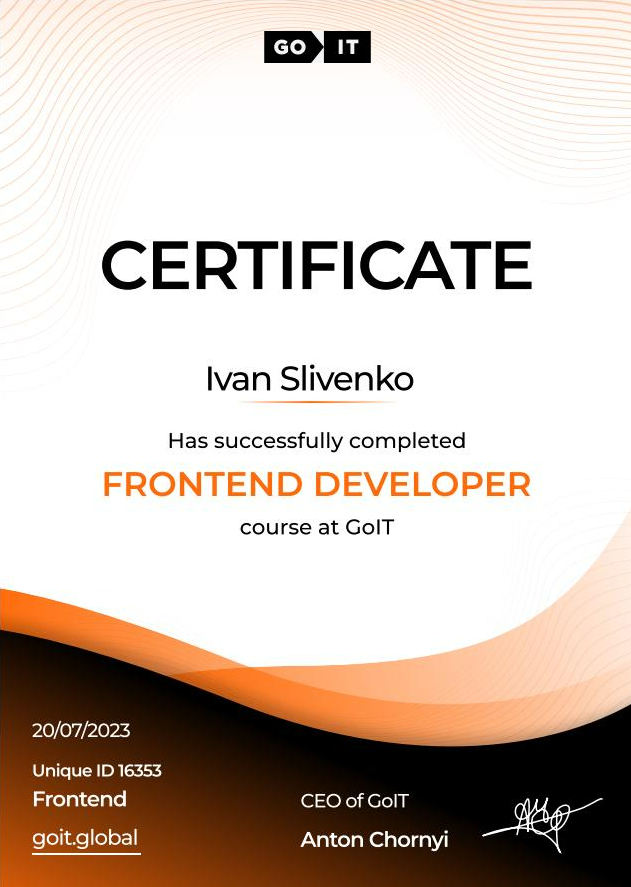 GO IT
CERTIFICATE
Ivan Slivenko
Has successfully completed
FRONTEND DEVELOPER
course at GoIT
20/07/2023
Unique ID 16353
Frontend
goit.global
CEO of GoIT
Anton Chornyi